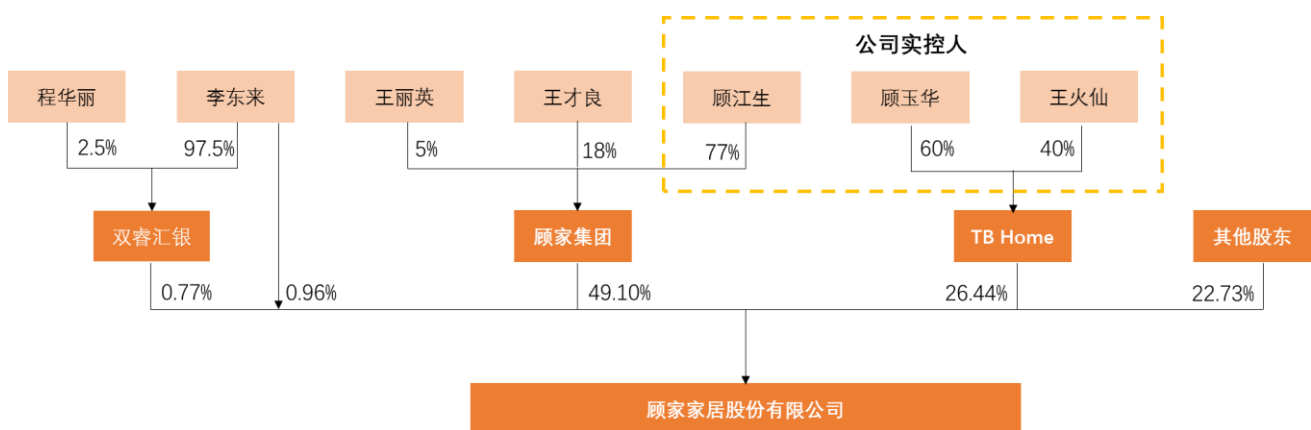 公司实控人
程华丽
李东来
王丽英
王才良
顾江生
顾玉华
王火仙
2.5%
97.5%
5%
18%
77%
60%
40%
双睿汇银
顾家集团
TB Home
其他股东
0.77%
0.96%
49.10%
26.44%
22.73%
顾家家居股份有限公司